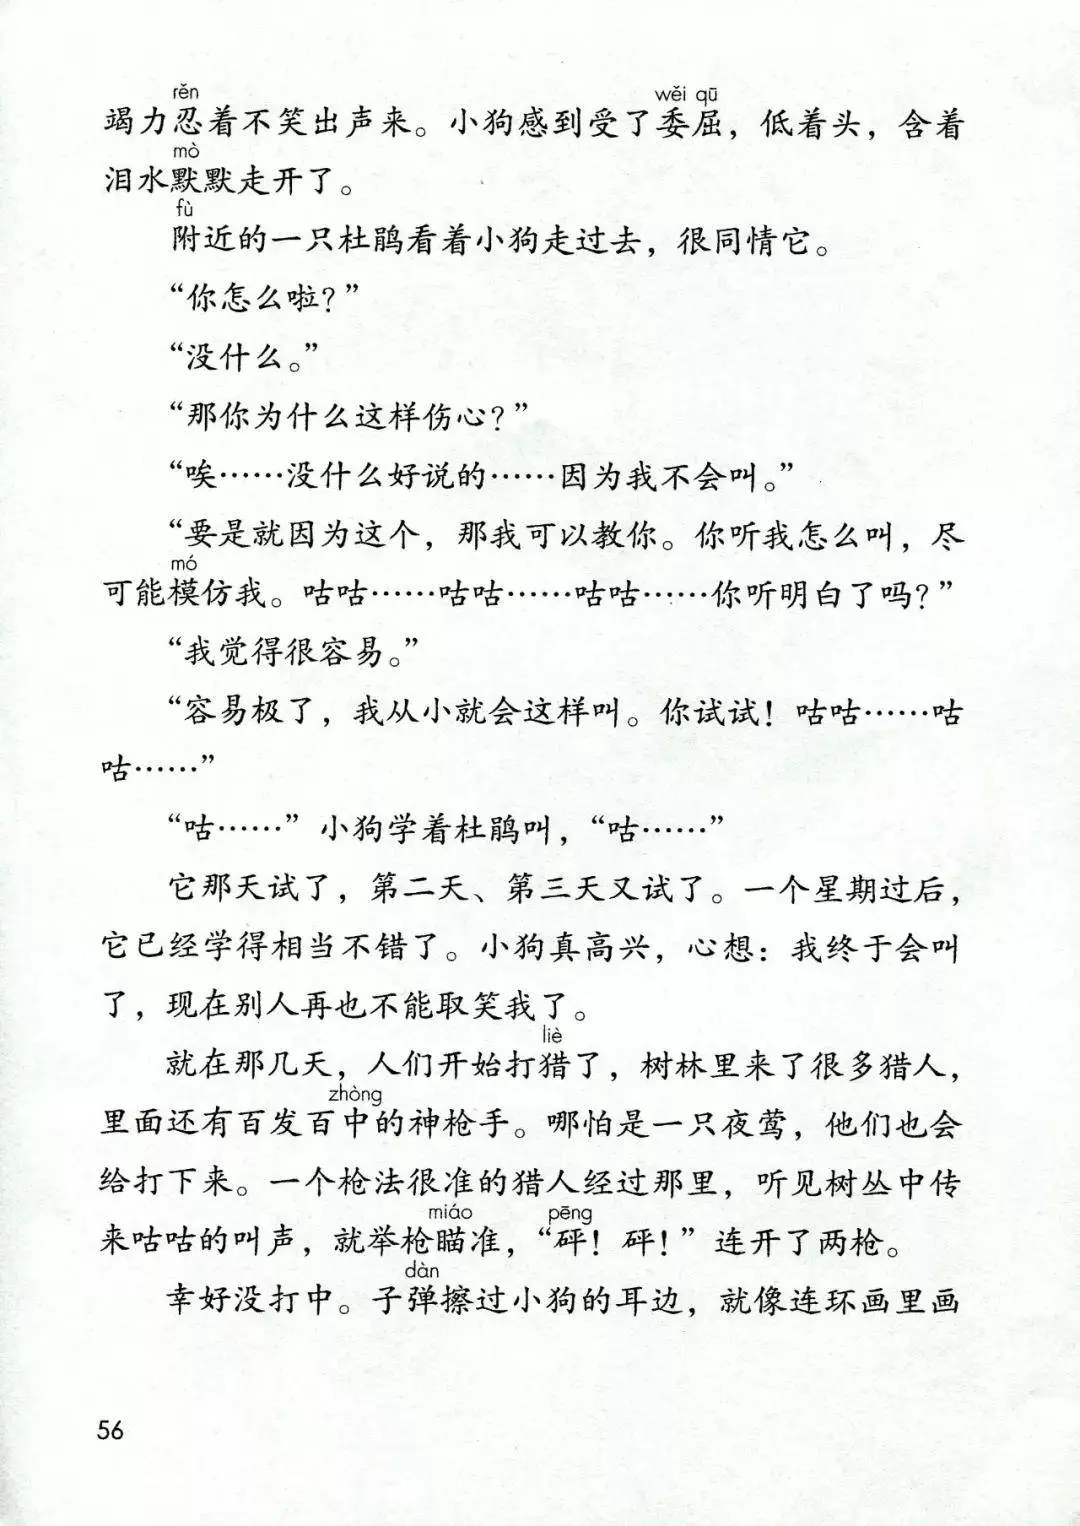 rěn wěi qū
竭力忍着不笑出声来。小狗感到受了委屈，低着头，含着
mò
泪水默默走开了。
fù
附近的一只杜鹃看着小狗走过去，很同情它。
“你怎么啦？”
“没什么。”
“那你为什么这样伤心？”
“唉……没什么好说的……因为我不会叫。”
“要是就因为这个，那我可以教你。你听我怎么叫，尽
mó
可能模仿我。咕咕……咕咕……咕咕……你听明白了吗？”
“我觉得很容易。”
“容易极了，我从小就会这样叫。你试试！咕咕……咕
咕……”
“咕……”小狗学着杜鹃叫，“咕……”
它那天试了，第二天、第三天又试了。一个星期过后，
它已经学得相当不错了。小狗真高兴，心想：我终于会叫
了，现在别人再也不能取笑我了。
liè
就在那几天，人们开始打猎了，树林里来了很多猎人，
zhòng
里面还有百发百中的神枪手。哪怕是一只夜莺，他们也会
给打下来。一个枪法很准的猎人经过那里，听见树丛中传
miáo pēng
来咕咕的叫声，就举枪瞄准，“砰！砰！”连开了两枪。
dàn
幸好没打中。子弹擦过小狗的耳边，就像连环画里画
56